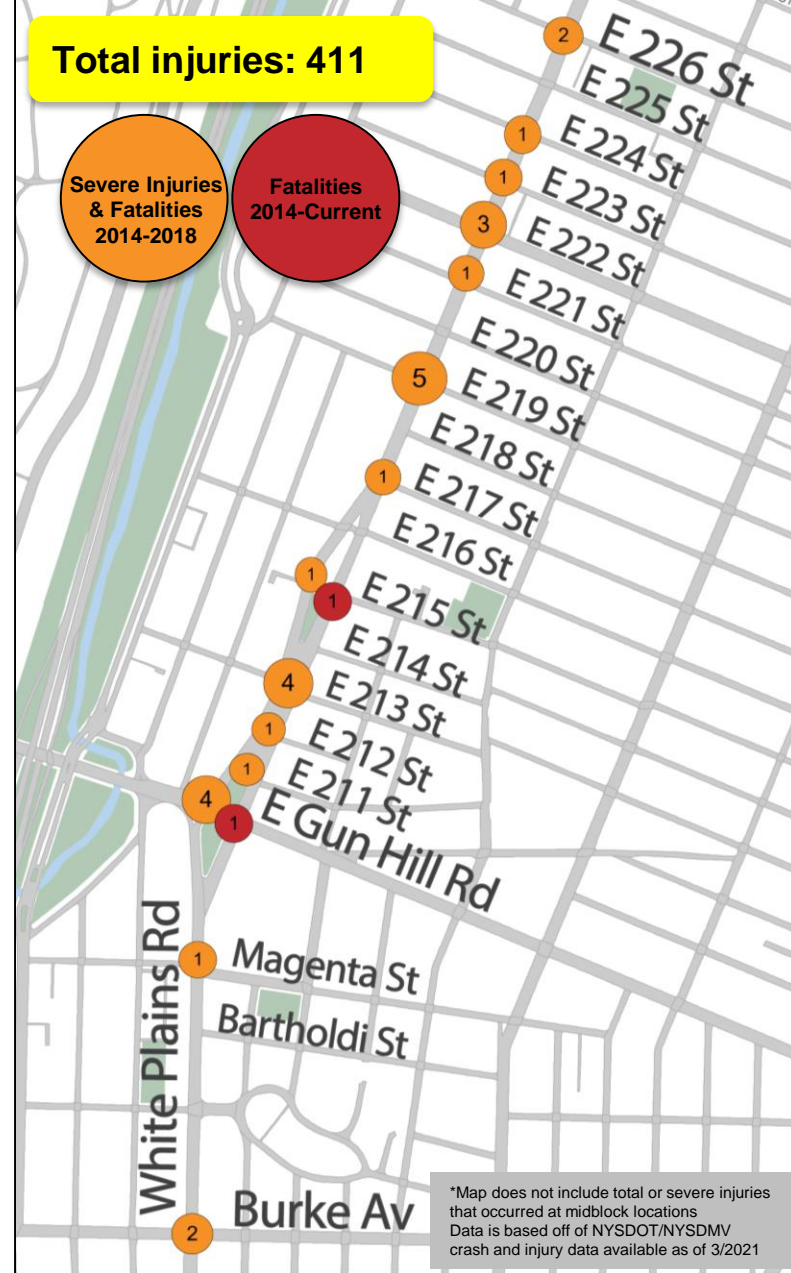 Total injuries: 411
Severe Injuries
& Fatalities
2014-2018
Fatalities
2014-Current
2
E 226 St
E 225 St
1
E 224 St
1
E 223 St
3
E 222 St
1
E 221 St
E 220 St
5
E 219 St
E 218 St
1
E 217 St
E 216 St
1
1
E 215 St
E 214 St
4
E 213 St
1
E 212 St
1
E 211 St
4
1
E Gun Hill Rd
White Plains Rd
1
Magenta St
Bartholdi St
2
Burke Av
*Map does not include total or severe injuries
that occurred at midblock locations
Data is based off of NYSDOT/NYSDMV
crash and injury data available as of 3/2021